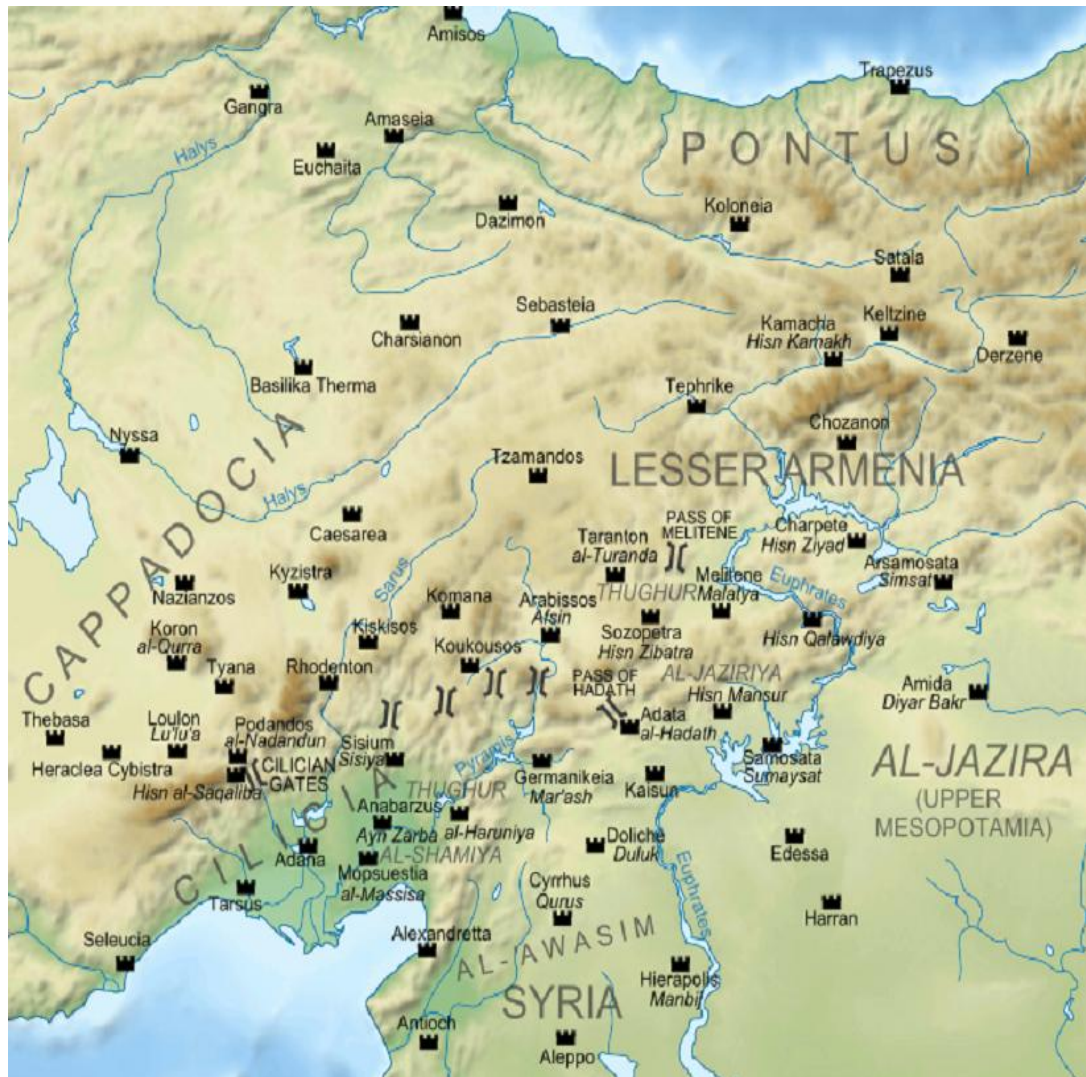 Amisos
Trapezus
Gangra
Amaseia
PONTUS
Halys
Euchaita
Dazimon
Koloneia
Satala
Sebasteia
Charsianon
Kamacha
Hisn Kamakh
Keltzine
Derzene
Basilika Therma
Tephrike
Chozanon
Nyssa
CAPPADOCIA
Halys
Tzamandos
LESSER ARMENIA
Caesarea
PASS OF
MELITENE
Charpete
Hisn Ziyad
Taranton
al-Turanda
Arsamosata
Simsat
Nazianzos
Kyzistra
Sarus
Komana
Arabissos
Afsin
THUGHUR
Melitene
Malatya
Euphrates
Koron
al-Qurra
Kiskisos
Koukousos
Sozopetra
Hisn Zibatra
Hisn Qalawdiya
Tyana
Rhodenton
PASS OF
HADATH
AL-JAZIRIYA
Hisn Mansur
Amida
Diyar Bakr
Thebasa
Loulon
Lu'lu'a
Podandos
al-Nadandun
Sisium
Sisiya
Pyramis
Adata
al-Hadath
Heraclea Cybistra
Hisn al-Saqaliba
CILICIAN
GATES
Germanikeia
Mar'ash
Kaisun
Samosata
Sumaysat
AL-JAZIRA
(UPPER
MESOPOTAMIA)
THUGHUR
AL-SHAMIYA
CILICIA
Anabarzus
Ayn Zarba
al-Haruniya
Adana
Mopsuestia
al-Massisa
Doliche
Duluk
Edessa
Tarsus
Cyrrhus
Qurus
Euphrates
Harran
Seleucia
Alexandretta
AL-AWASIM
Hierapolis
Manbij
SYRIA
Antioch
Aleppo